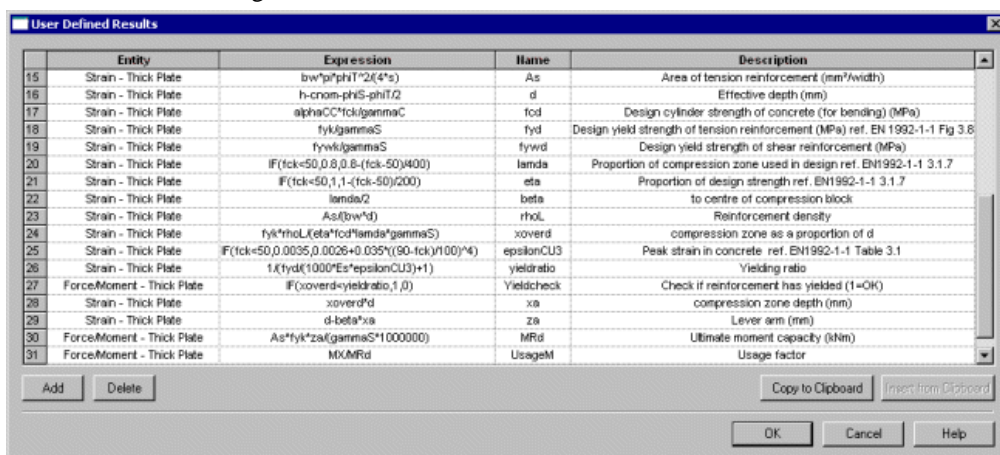 User Defined Results
Entity Expression Name Description
15 Strain - Thick Plate bw*pi*phiT^2/(4*s) As Area of tension reinforcement (mm²/width)
16 Strain - Thick Plate h-cnom-phiS-phiT/2 d Effective depth (mm)
17 Strain - Thick Plate alphaCC*fck/gammaC fcd Design cylinder strength of concrete (for bending) (MPa)
18 Strain - Thick Plate fyk/gammaS fyd Design yield strength of tension reinforcement (MPa) ref. EN 1992-1-1 Fig 3.8
19 Strain - Thick Plate fywk/gammaS fywd Design yield strength of shear reinforcement (MPa)
20 Strain - Thick Plate IF(fck<50,0.8,0.8-(fck-50)/400) lamda Proportion of compression zone used in design ref. EN1992-1-1 3.1.7
21 Strain - Thick Plate IF(fck<50,1,1-(fck-50)/200) eta Proportion of design strength ref. EN1992-1-1 3.1.7
22 Strain - Thick Plate lamda/2 beta to centre of compression block
23 Strain - Thick Plate As/(bw*d) rhoL Reinforcement density
24 Strain - Thick Plate fyk*rhoL/(eta*fcd*lamda*gammaS) xoverd compression zone as a proportion of d
25 Strain - Thick Plate IF(fck<50,0.0035,0.0026+0.035*((90-fck)/100)^4) epsilonCU3 Peak strain in concrete ref. EN1992-1-1 Table 3.1
26 Strain - Thick Plate 1/(fyd/(1000*Es*epsilonCU3)+1) yieldratio Yielding ratio
27 Force/Moment - Thick Plate IF(xoverd<yieldratio,1,0) Yieldcheck Check if reinforcement has yielded (1=OK)
28 Strain - Thick Plate xoverd*d xa compression zone depth (mm)
29 Strain - Thick Plate d-beta*xa za Lever arm (mm)
30 Force/Moment - Thick Plate As*fyk*za/(gammaS*1000000) MRd Ultimate moment capacity (kNm)
31 Force/Moment - Thick Plate MX/MRd UsageM Usage factor
Add Delete Copy to Clipboard Insert from Clipboard
OK Cancel Help